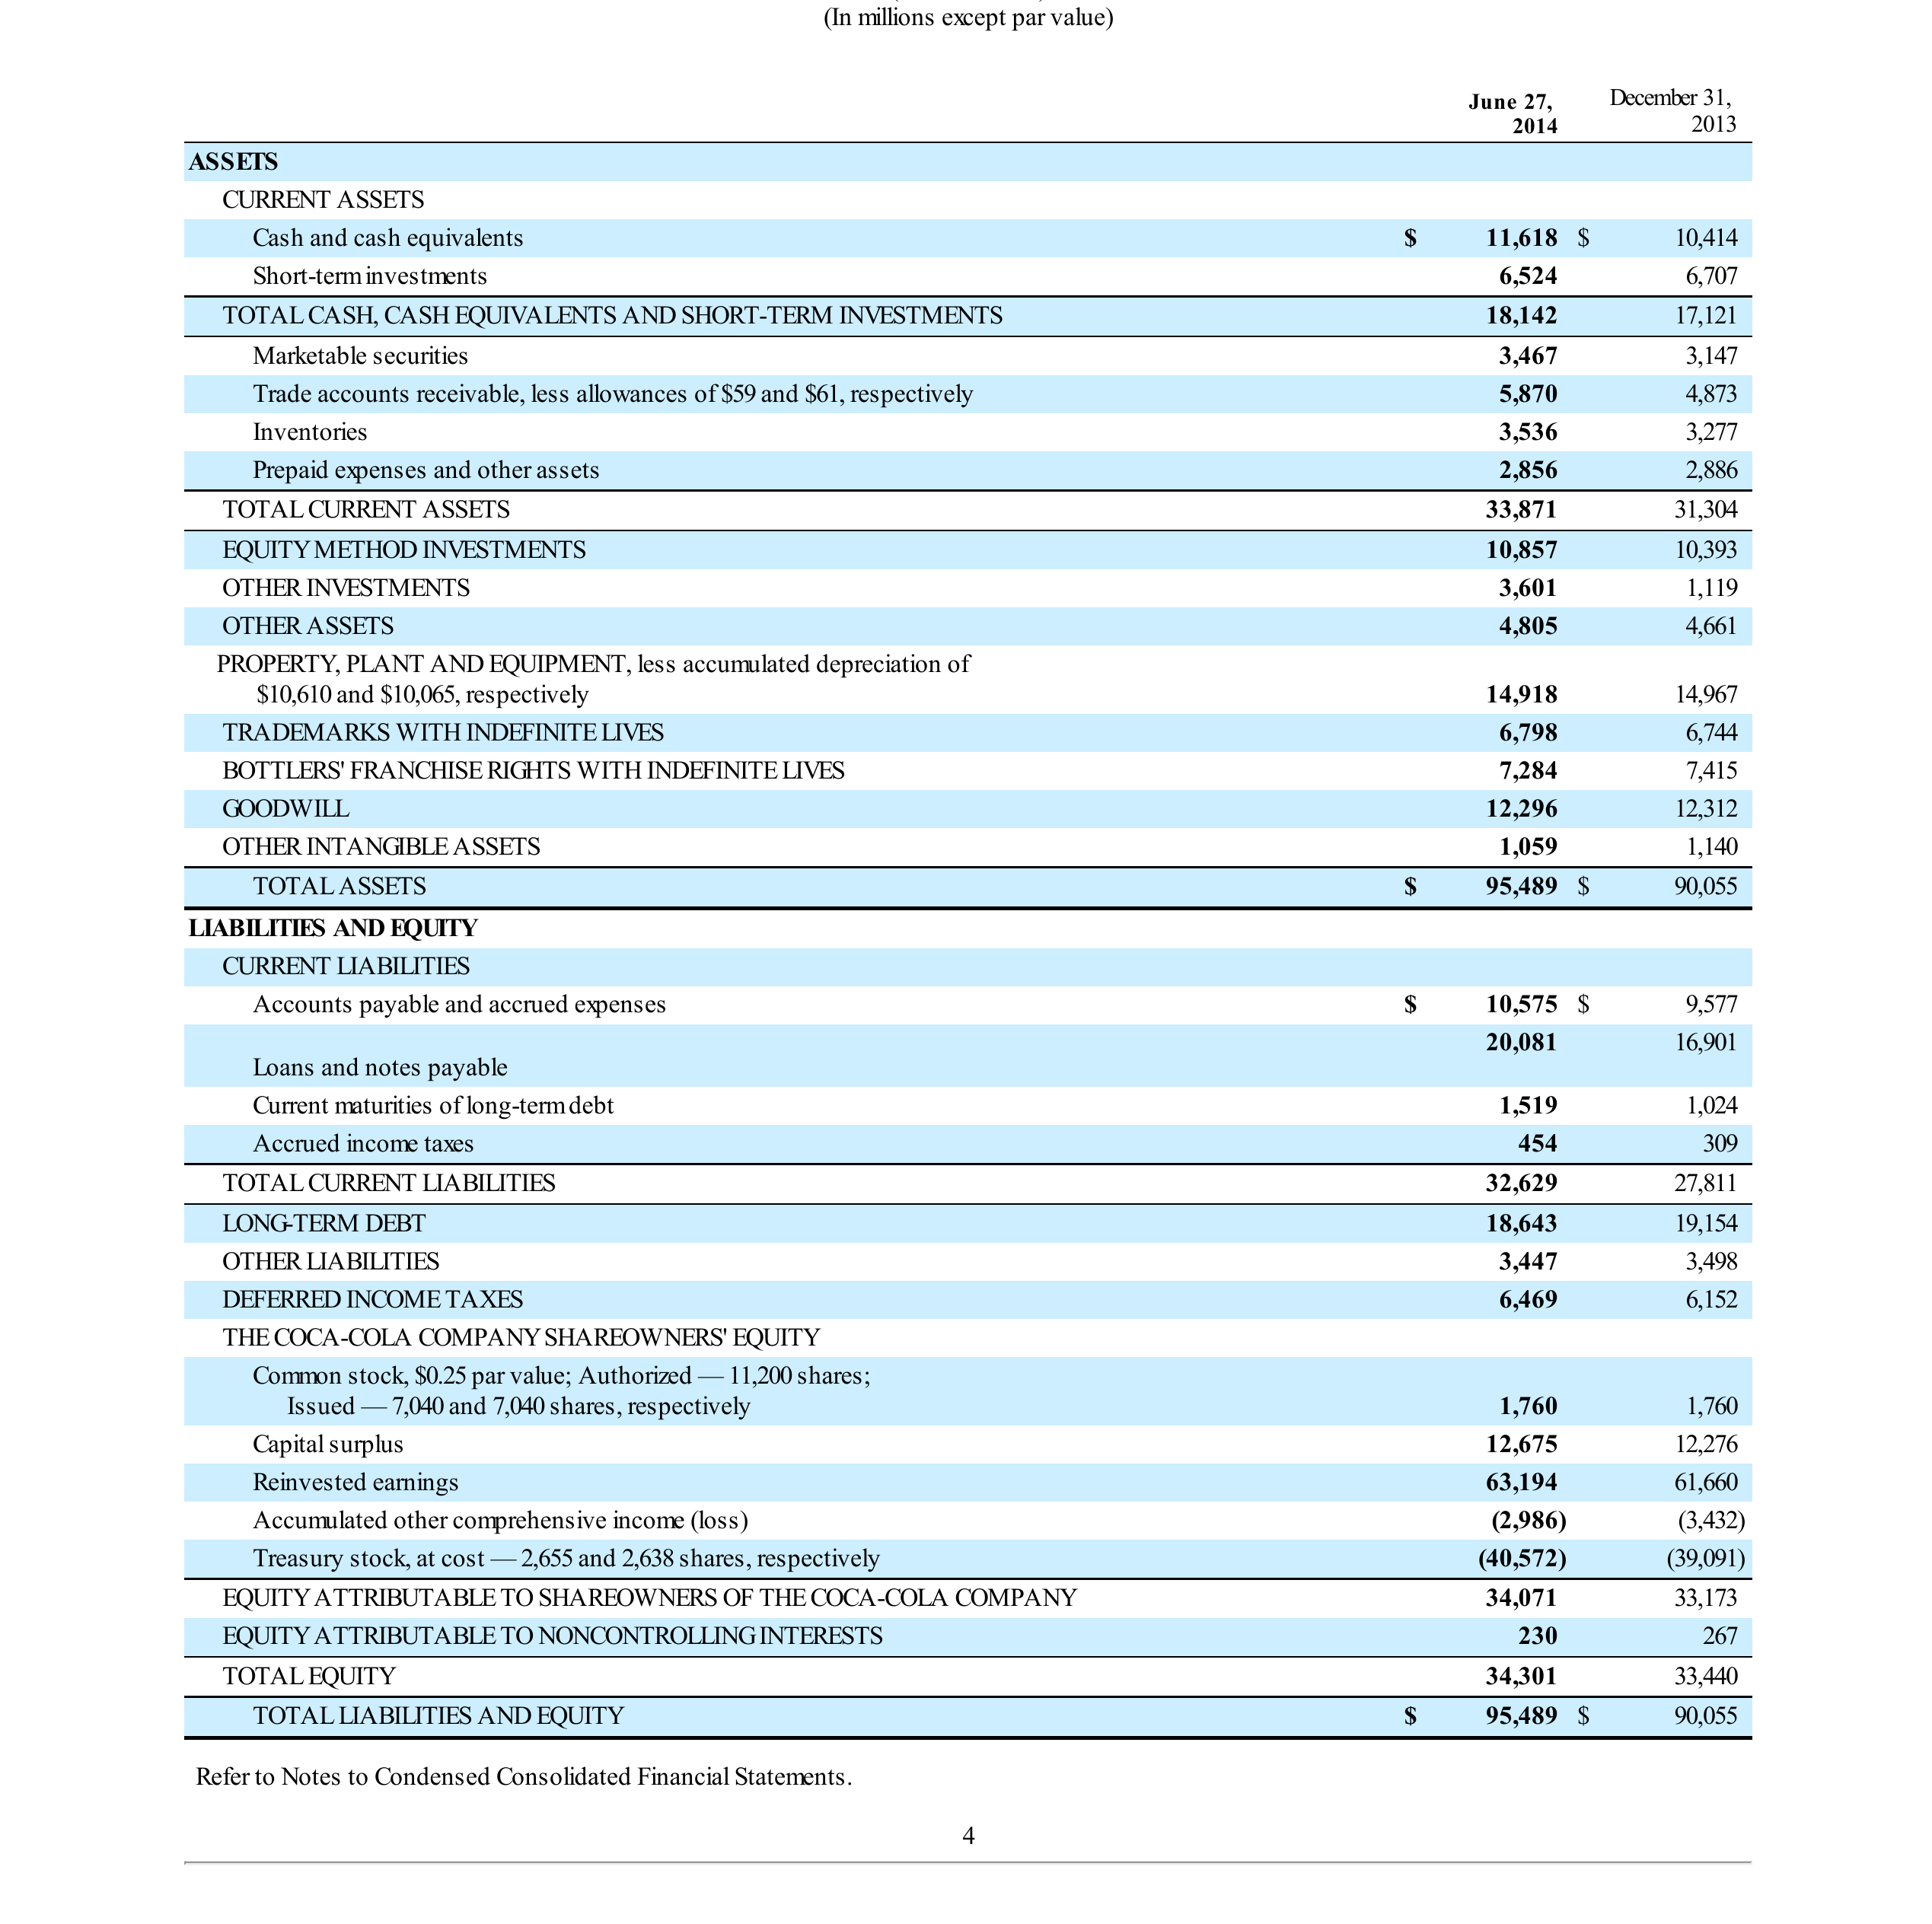 (In millions except par value)
June 27, December 31,
2014 2013
ASSETS
CURRENT ASSETS
Cash and cash equivalents $ 11,618 $ 10,414
Short-term investments 6,524 6,707
TOTAL CASH, CASH EQUIVALENTS AND SHORT-TERM INVESTMENTS 18,142 17,121
Marketable securities 3,467 3,147
Trade accounts receivable, less allowances of $59 and $61, respectively 5,870 4,873
Inventories 3,536 3,277
Prepaid expenses and other assets 2,856 2,886
TOTAL CURRENT ASSETS 33,871 31,304
EQUITY METHOD INVESTMENTS 10,857 10,393
OTHER INVESTMENTS 3,601 1,119
OTHER ASSETS 4,805 4,661
PROPERTY, PLANT AND EQUIPMENT, less accumulated depreciation of
$10,610 and $10,065, respectively 14,918 14,967
TRADEMARKS WITH INDEFINITE LIVES 6,798 6,744
BOTTLERS' FRANCHISE RIGHTS WITH INDEFINITE LIVES 7,284 7,415
GOODWILL 12,296 12,312
OTHER INTANGIBLE ASSETS 1,059 1,140
TOTAL ASSETS $ 95,489 $ 90,055
LIABILITIES AND EQUITY
CURRENT LIABILITIES
Accounts payable and accrued expenses $ 10,575 $ 9,577
Loans and notes payable 20,081 16,901
Current maturities of long-term debt 1,519 1,024
Accrued income taxes 454 309
TOTAL CURRENT LIABILITIES 32,629 27,811
LONG-TERM DEBT 18,643 19,154
OTHER LIABILITIES 3,447 3,498
DEFERRED INCOME TAXES 6,469 6,152
THE COCA-COLA COMPANY SHAREOWNERS' EQUITY
Common stock, $0.25 par value; Authorized — 11,200 shares;
Issued — 7,040 and 7,040 shares, respectively 1,760 1,760
Capital surplus 12,675 12,276
Reinvested earnings 63,194 61,660
Accumulated other comprehensive income (loss) (2,986) (3,432)
Treasury stock, at cost — 2,655 and 2,638 shares, respectively (40,572) (39,091)
EQUITY ATTRIBUTABLE TO SHAREOWNERS OF THE COCA-COLA COMPANY 34,071 33,173
EQUITY ATTRIBUTABLE TO NONCONTROLLING INTERESTS 230 267
TOTAL EQUITY 34,301 33,440
TOTAL LIABILITIES AND EQUITY $ 95,489 $ 90,055
Refer to Notes to Condensed Consolidated Financial Statements.
4